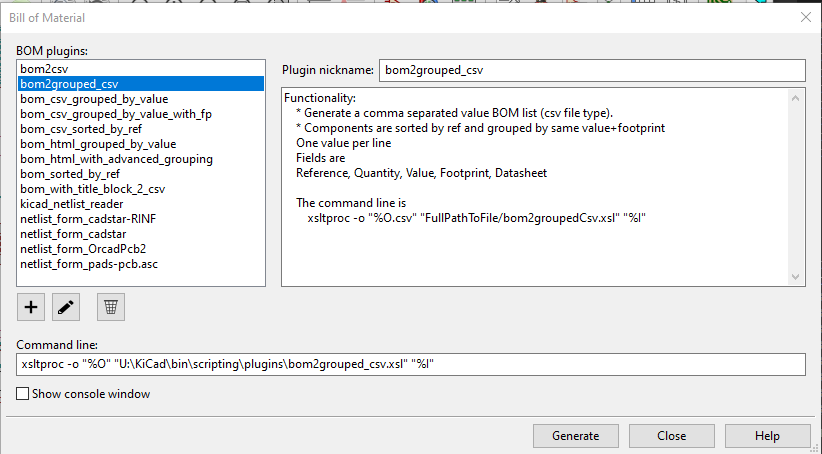 Bill of Material
BOM plugins:
bom2csv
bom2grouped_csv
bom_csv_grouped_by_value
bom_csv_grouped_by_value_with_fp
bom_csv_sorted_by_ref
bom_html_grouped_by_value
bom_html_with_advanced_grouping
bom_sorted_by_ref
bom_with_title_block_2_csv
kicad_netlist_reader
netlist_form_cadstar-RINF
netlist_form_cadstar
netlist_form_OrcadPcb2
netlist_form_pads-pcb.asc
Plugin nickname: bom2grouped_csv
Functionality:
* Generate a comma separated value BOM list (csv file type).
* Components are sorted by ref and grouped by same value+footprint
One value per line
Fields are
Reference, Quantity, Value, Footprint, Datasheet
The command line is
xsltproc -o "%O.csv" "FullPathToFile/bom2groupedCsv.xsl" "%I"
Command line:
xsltproc -o "%O" "U:\KiCad\bin\scripting\plugins\bom2grouped_csv.xsl" "%I"
Show console window
Generate
Close
Help